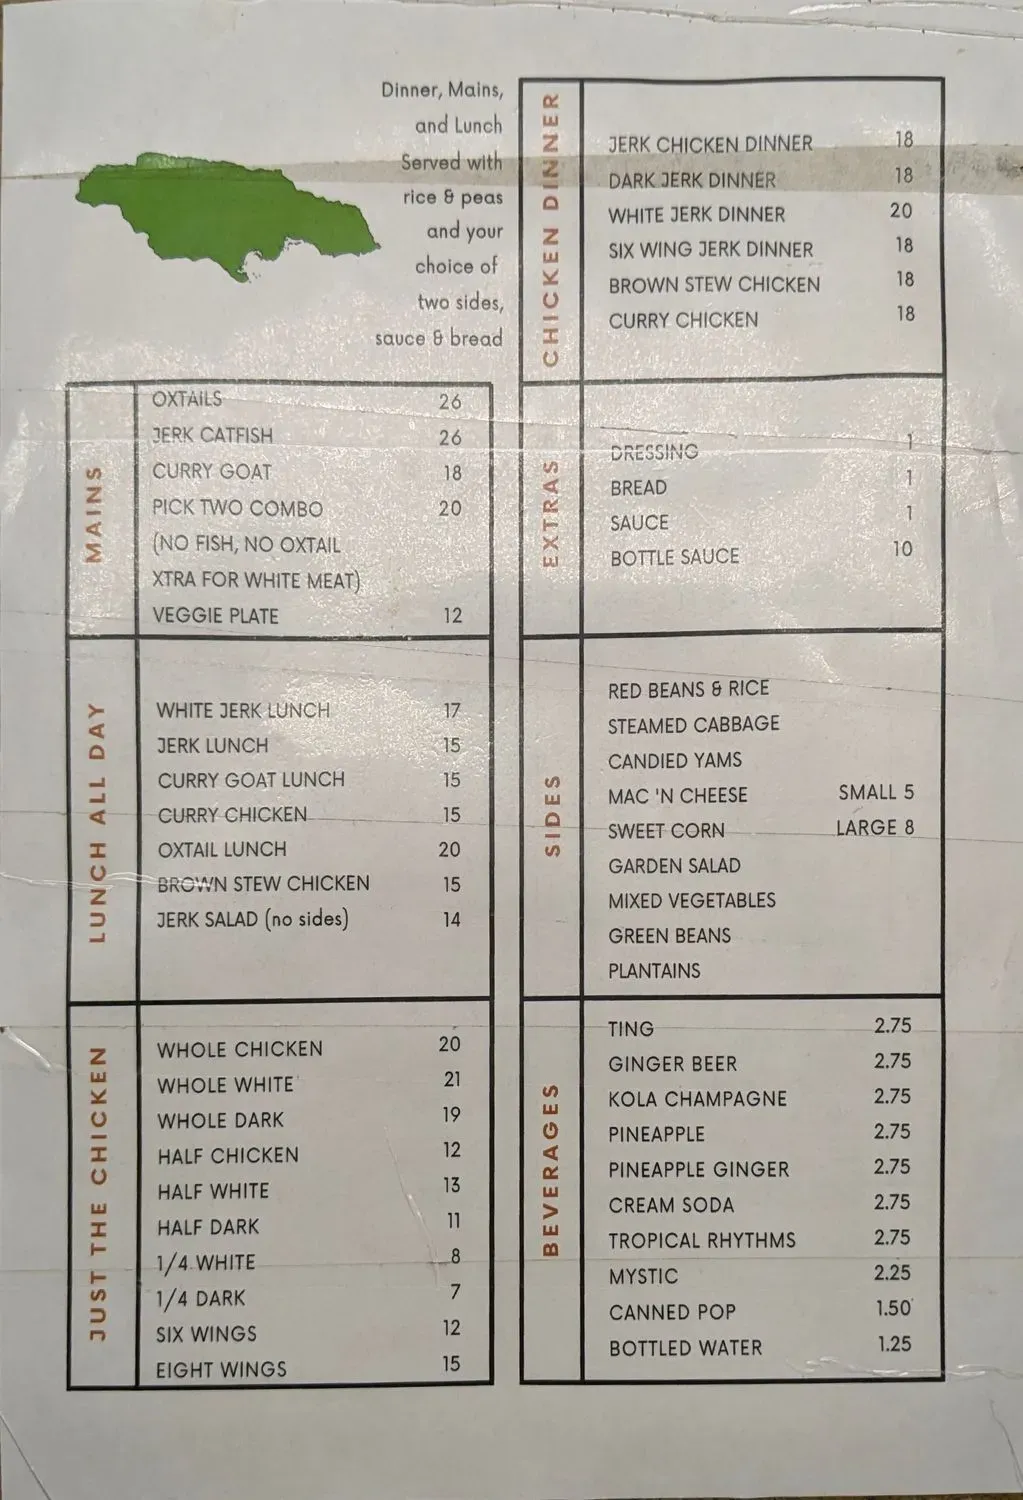 Dinner, Mains,
and Lunch
Served with
rice & peas
and your
choice of
two sides,
sauce & bread
MAINS
OXTAILS 26
JERK CATFISH 26
CURRY GOAT 18
PICK TWO COMBO 20
(NO FISH, NO OXTAIL
XTRA FOR WHITE MEAT)
VEGGIE PLATE 12
LUNCH ALL DAY
WHITE JERK LUNCH 17
JERK LUNCH 15
CURRY GOAT LUNCH 15
CURRY CHICKEN 15
OXTAIL LUNCH 20
BROWN STEW CHICKEN 15
JERK SALAD (no sides) 14
JUST THE CHICKEN
WHOLE CHICKEN 20
WHOLE WHITE 21
WHOLE DARK 19
HALF CHICKEN 12
HALF WHITE 13
HALF DARK 11
1/4 WHITE 8
1/4 DARK 7
SIX WINGS 12
EIGHT WINGS 15
CHICKEN DINNER
JERK CHICKEN DINNER 18
DARK JERK DINNER 18
WHITE JERK DINNER 20
SIX WING JERK DINNER 18
BROWN STEW CHICKEN 18
CURRY CHICKEN 18
EXTRAS
DRESSING 1
BREAD 1
SAUCE 1
BOTTLE SAUCE 10
SIDES
RED BEANS & RICE
STEAMED CABBAGE
CANDIED YAMS
MAC 'N CHEESE SMALL 5
SWEET CORN LARGE 8
GARDEN SALAD
MIXED VEGETABLES
GREEN BEANS
PLANTAINS
BEVERAGES
TING 2.75
GINGER BEER 2.75
KOLA CHAMPAGNE 2.75
PINEAPPLE 2.75
PINEAPPLE GINGER 2.75
CREAM SODA 2.75
TROPICAL RHYTHMS 2.75
MYSTIC 2.25
CANNED POP 1.50
BOTTLED WATER 1.25